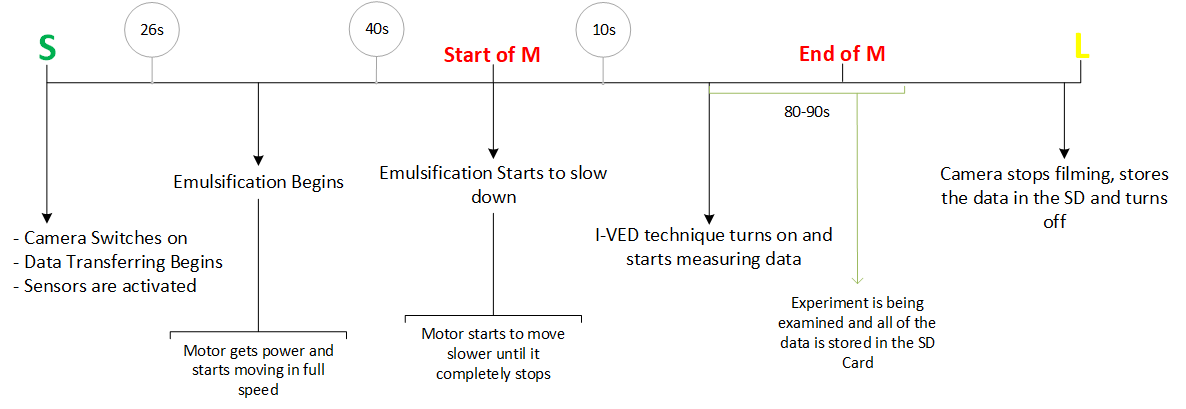 26s
40s
10s
S
Start of M
End of M
L
80-90s
Emulsification Begins
Emulsification Starts to slow
down
Camera stops filming, stores
the data in the SD and turns
off
- Camera Switches on
- Data Transferring Begins
- Sensors are activated
I-VED technique turns on and
starts measuring data
Motor gets power and
starts moving in full
speed
Motor starts to move
slower until it
completely stops
Experiment is being
examined and all of the
data is stored in the SD
Card